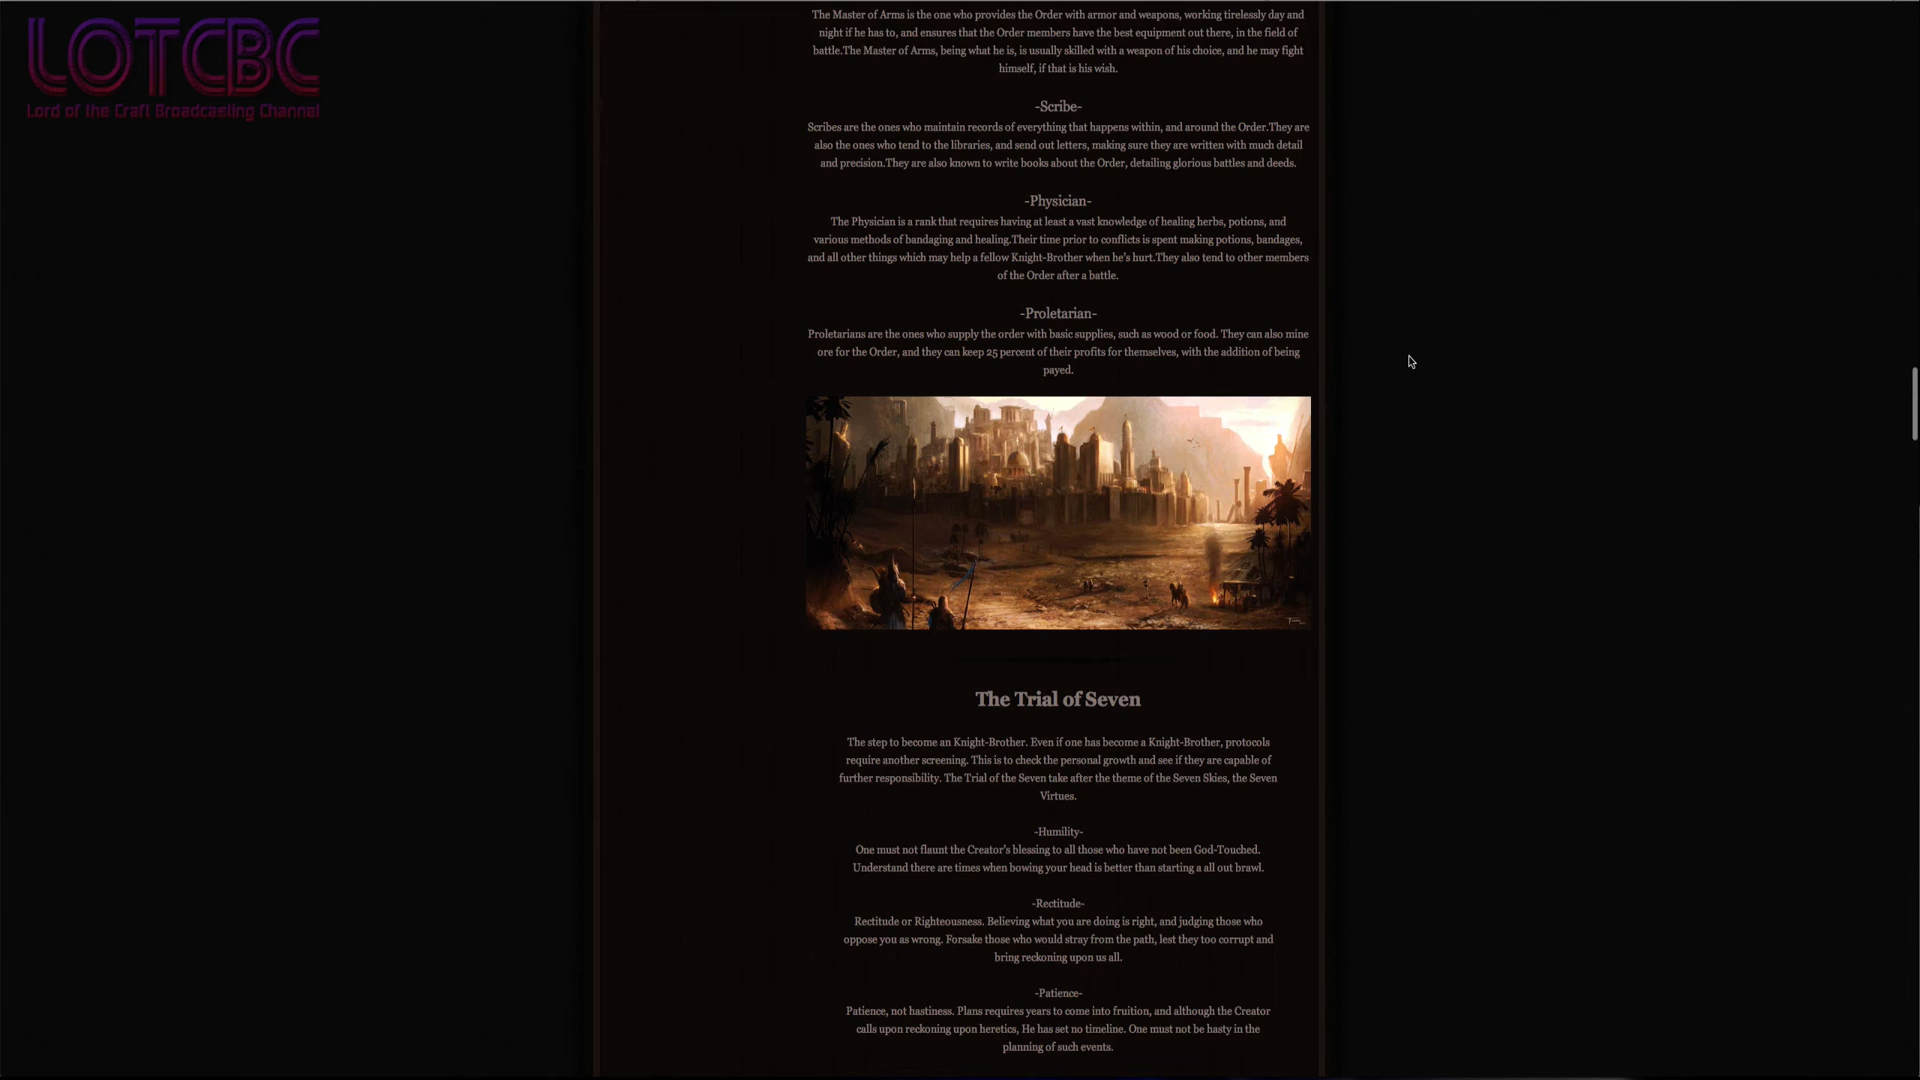 LOTCBC
Lord of the Craft Broadcasting Channel
The Master of Arms is the one who provides the Order with armor and weapons, working tirelessly day and
night if he has to, and ensures that the Order members have the best equipment out there, in the field of
battle.The Master of Arms, being what he is, is usually skilled with a weapon of his choice, and he may fight
himself, if that is his wish.
-Scribe-
Scribes are the ones who maintain records of everything that happens within, and around the Order.They are
also the ones who tend to the libraries, and send out letters, making sure they are written with much detail
and precision.They are also known to write books about the Order, detailing glorious battles and deeds.
-Physician-
The Physician is a rank that requires having at least a vast knowledge of healing herbs, potions, and
various methods of bandaging and healing.Their time prior to conflicts is spent making potions, bandages,
and all other things which may help a fellow Knight-Brother when he's hurt.They also tend to other members
of the Order after a battle.
-Proletarian-
Proletarians are the ones who supply the order with basic supplies, such as wood or food. They can also mine
ore for the Order, and they can keep 25 percent of their profits for themselves, with the addition of being
payed.
The Trial of Seven
The step to become an Knight-Brother. Even if one has become a Knight-Brother, protocols
require another screening. This is to check the personal growth and see if they are capable of
further responsibility. The Trial of the Seven take after the theme of the Seven Skies, the Seven
Virtues.
-Humility-
One must not flaunt the Creator's blessing to all those who have not been God-Touched.
Understand there are times when bowing your head is better than starting a all out brawl.
-Rectitude-
Rectitude or Righteousness. Believing what you are doing is right, and judging those who
oppose you as wrong. Forsake those who would stray from the path, lest they too corrupt and
bring reckoning upon us all.
-Patience-
Patience, not hastiness. Plans requires years to come into fruition, and although the Creator
calls upon reckoning upon heretics, He has set no timeline. One must not be hasty in the
planning of such events.